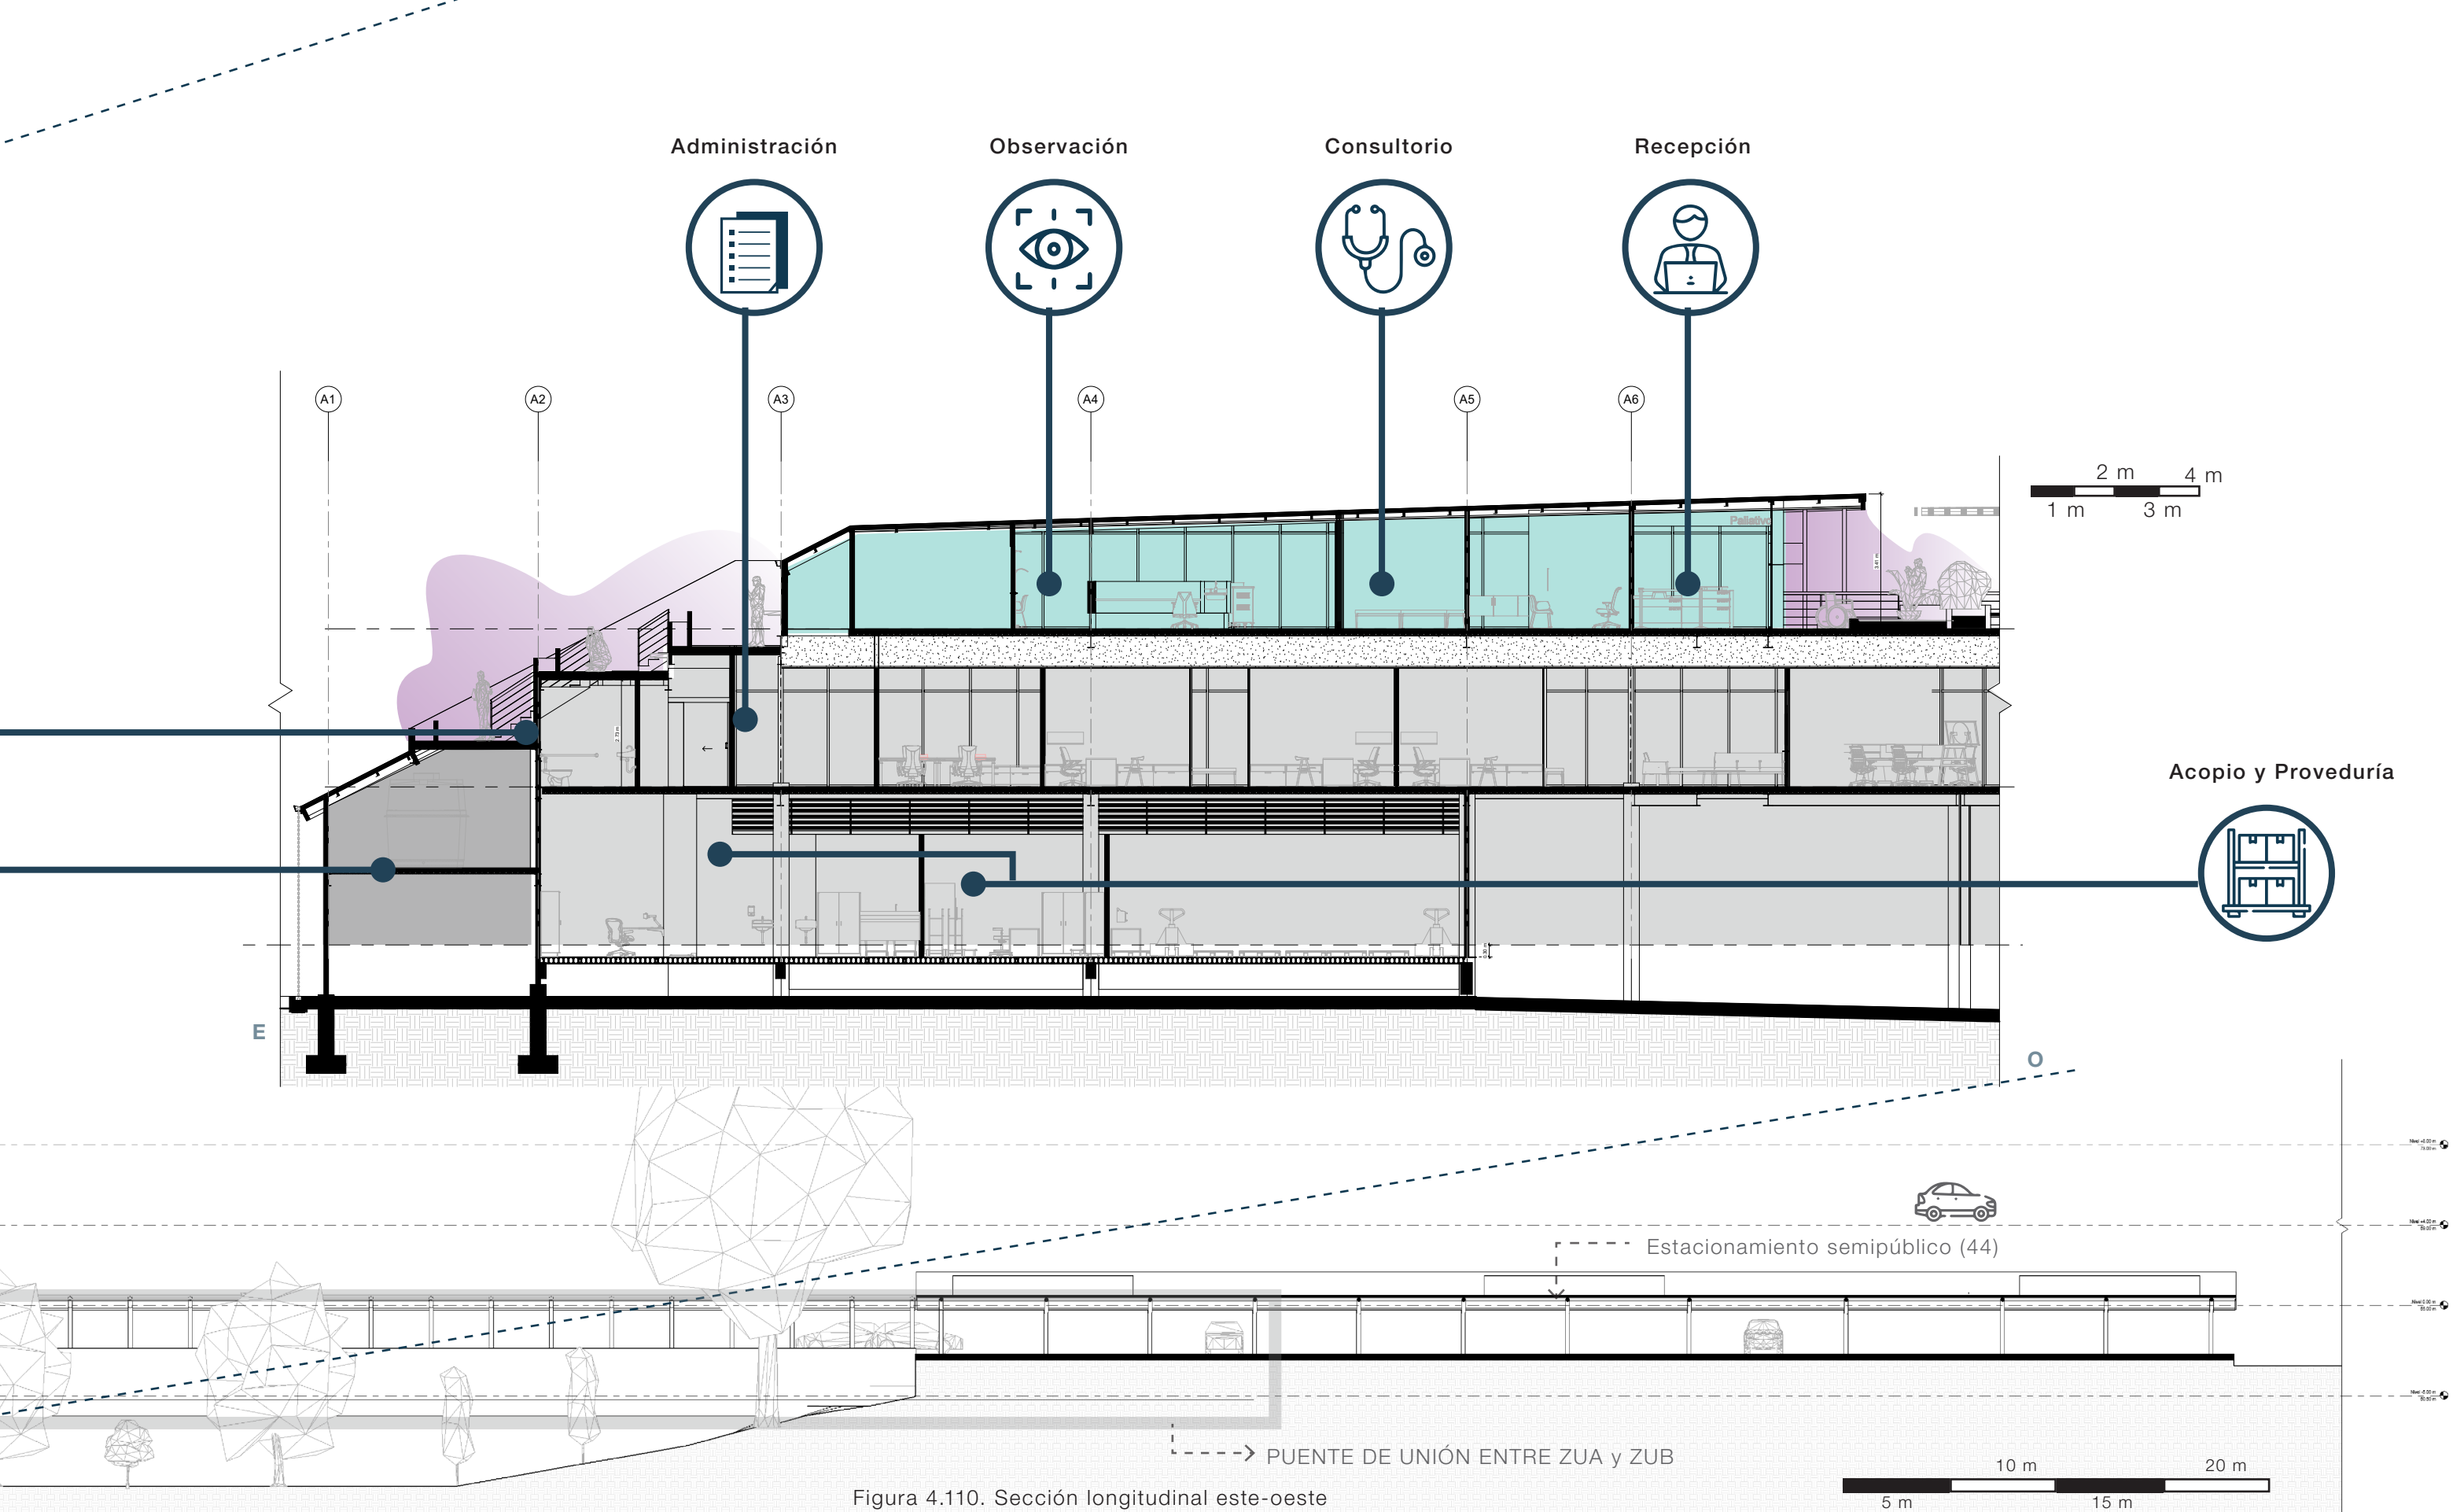 Administración
Observación
Consultorio
Recepción
A1
A2
A3
A4
A5
A6
2 m
4 m
1 m
3 m
Acopio y Proveduría
E
O
Estacionamiento semipúblico (44)
PUENTE DE UNIÓN ENTRE ZUA y ZUB
10 m
20 m
5 m
15 m
Figura 4.110. Sección longitudinal este-oeste